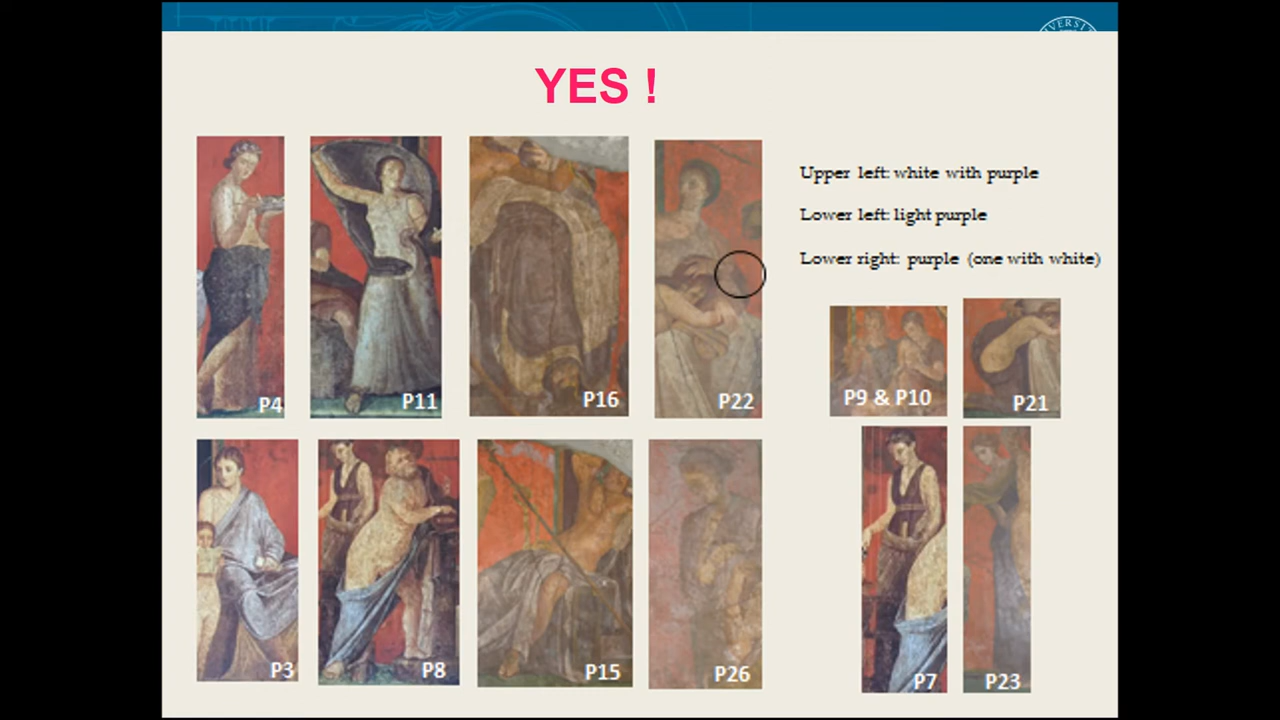 VERSI
YES !
Upper left: white with purple
Lower left: light purple
Lower right: purple (one with white)
P4
P11
P16
P22
P9 & P10
P21
P3
P8
P15
P26
P7
P23